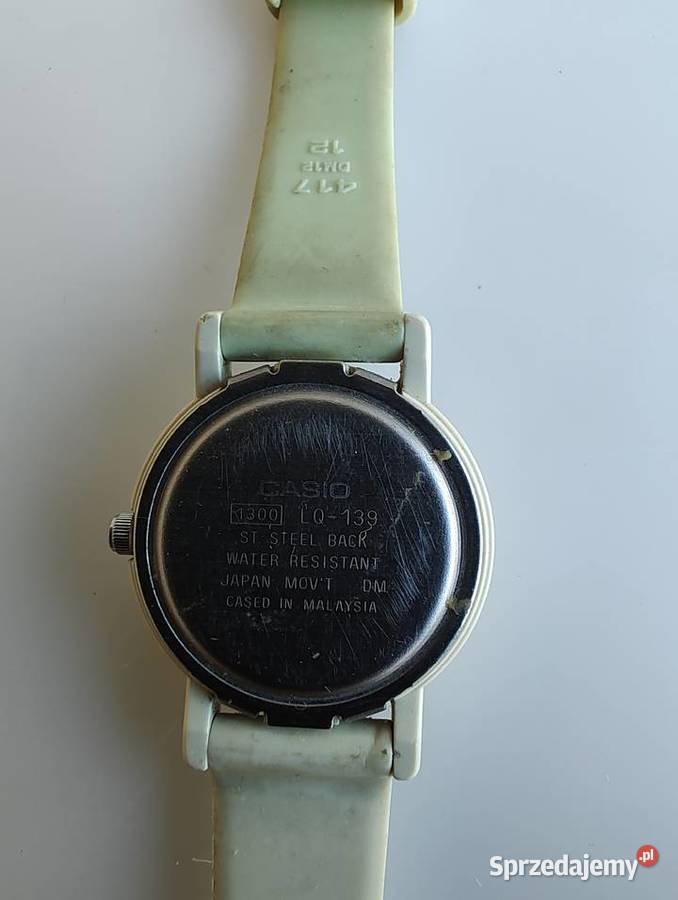 417
DM12
12
CASIO
1300 LQ-139
ST STEEL BACK
WATER RESISTANT
JAPAN MOV'T DM
CASED IN MALAYSIA
Sprzedajemy.pl